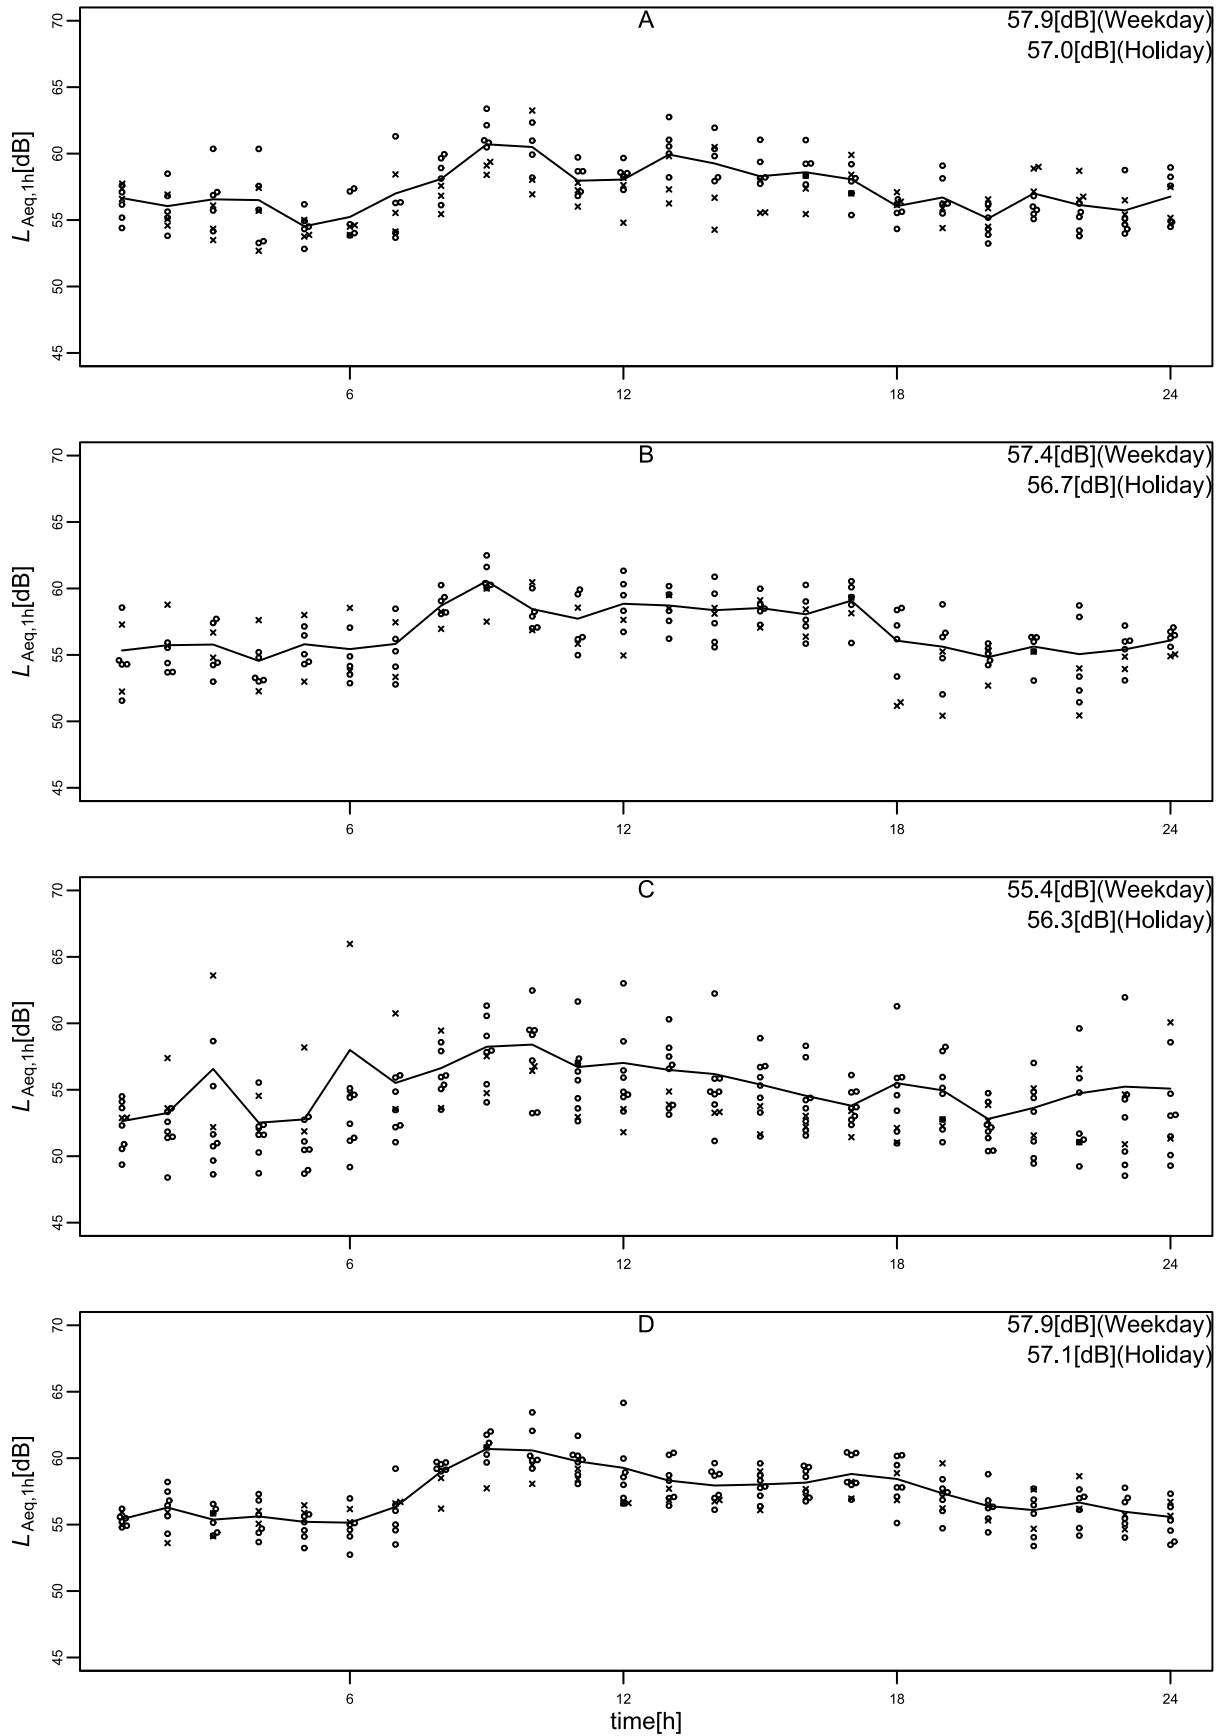 A
57.9[dB](Weekday)
57.0[dB](Holiday)
L Aeq,1h[dB]
70
65
60
55
50
45
6 12 18 24
B
57.4[dB](Weekday)
56.7[dB](Holiday)
L Aeq,1h[dB]
70
65
60
55
50
45
6 12 18 24
C
55.4[dB](Weekday)
56.3[dB](Holiday)
L Aeq,1h[dB]
70
65
60
55
50
45
6 12 18 24
D
57.9[dB](Weekday)
57.1[dB](Holiday)
L Aeq,1h[dB]
70
65
60
55
50
45
6 12 18 24
time[h]